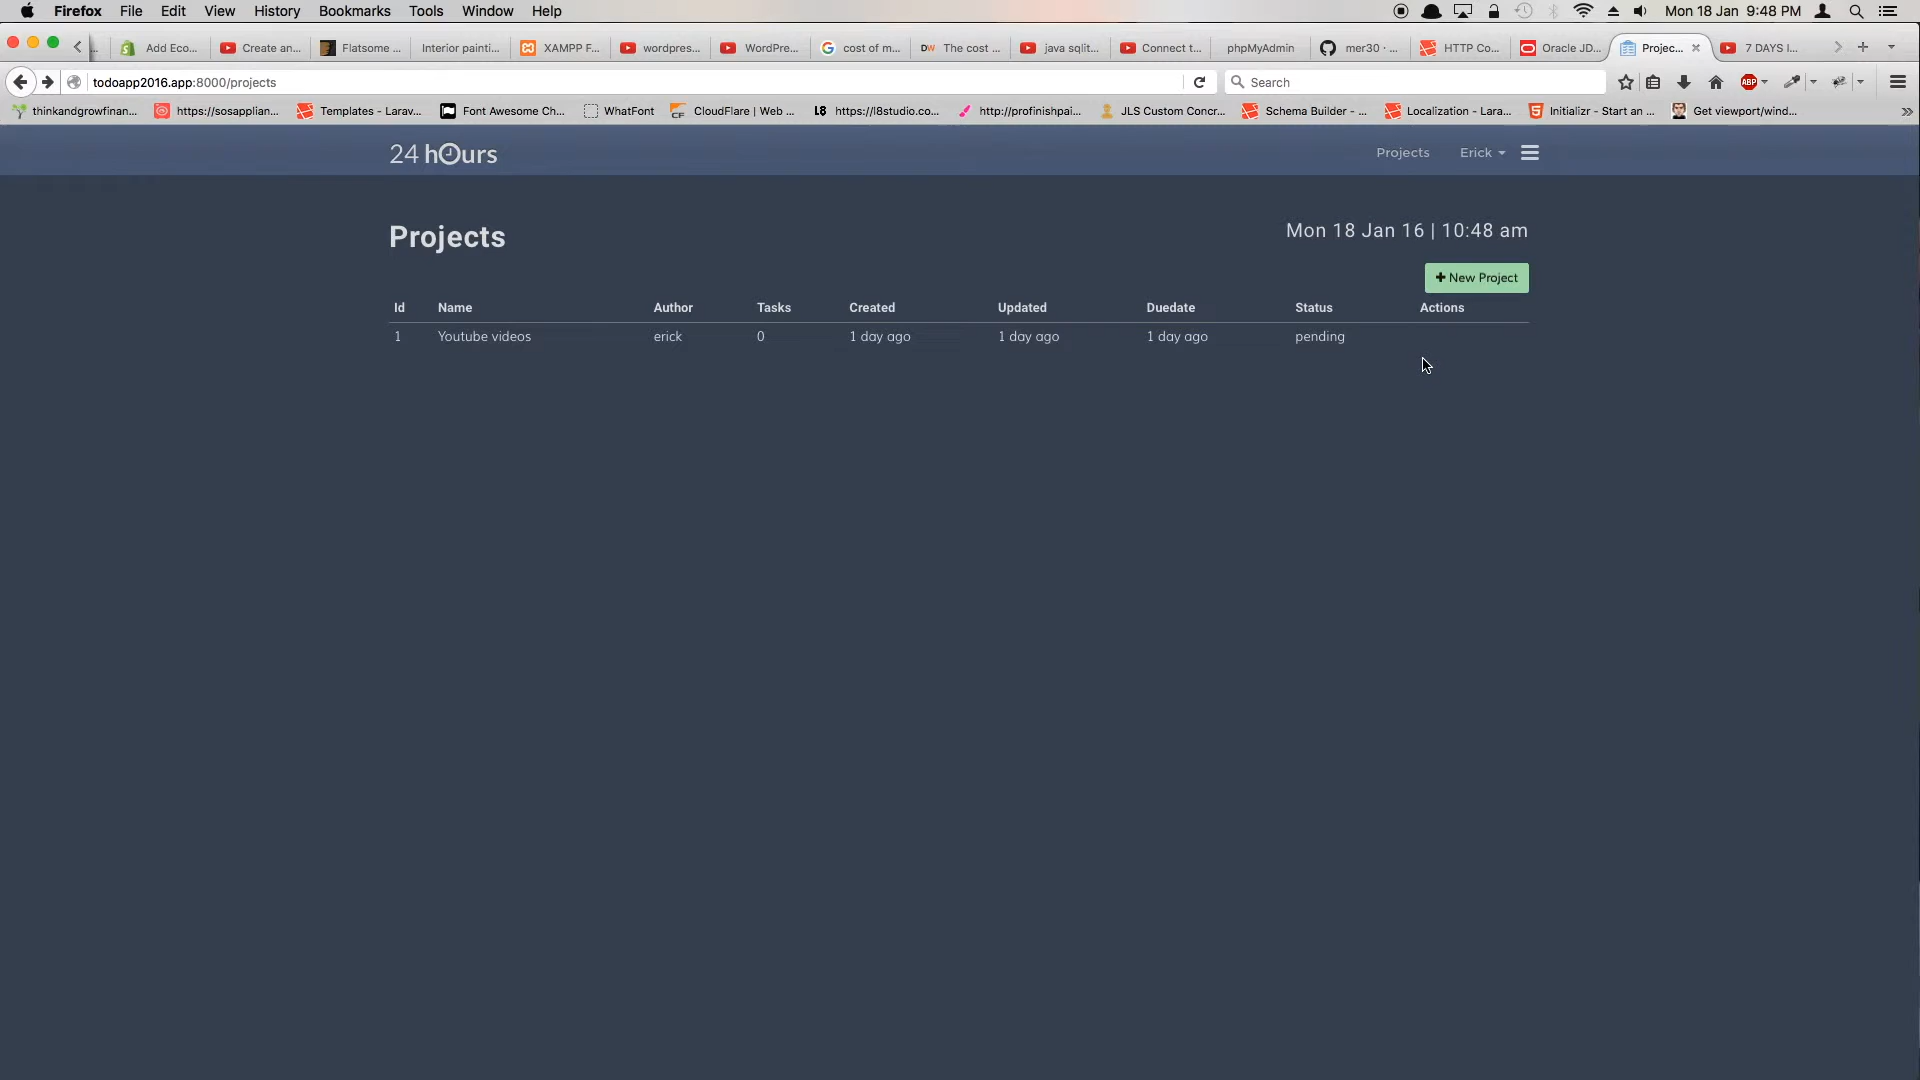 Firefox File Edit View History Bookmarks Tools Window Help Mon 18 Jan 9:48 PM
Add Eco... Create an... Flatsome ... Interior painti... XAMPP F... wordpres... WordPre... cost of m... DW The cost ... java sqlit... Connect t... phpMyAdmin mer30 · ... HTTP Co... Oracle JD... Projec... 7 DAYS I...
todoapp2016.app:8000/projects Search ABP
thinkandgrowfinan... https://sosapplian... Templates - Larav... Font Awesome Ch... WhatFont CF CloudFlare | Web ... L8 https://l8studio.co... http://profinishpai... JLS Custom Concr... Schema Builder - ... Localization - Lara... Initializr - Start an ... Get viewport/wind...
24 hOurs Projects Erick
Projects Mon 18 Jan 16 | 10:48 am
New Project
Id Name Author Tasks Created Updated Duedate Status Actions
1 Youtube videos erick 0 1 day ago 1 day ago 1 day ago pending